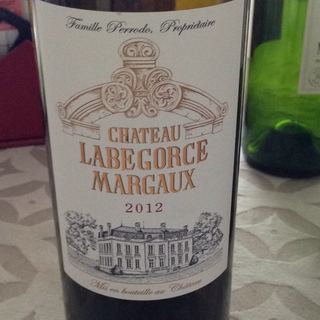 Famille Perrodo, Propriétaire
CHATEAU
LABEGORCE
MARGAUX
2012
Mis en bouteille au Château